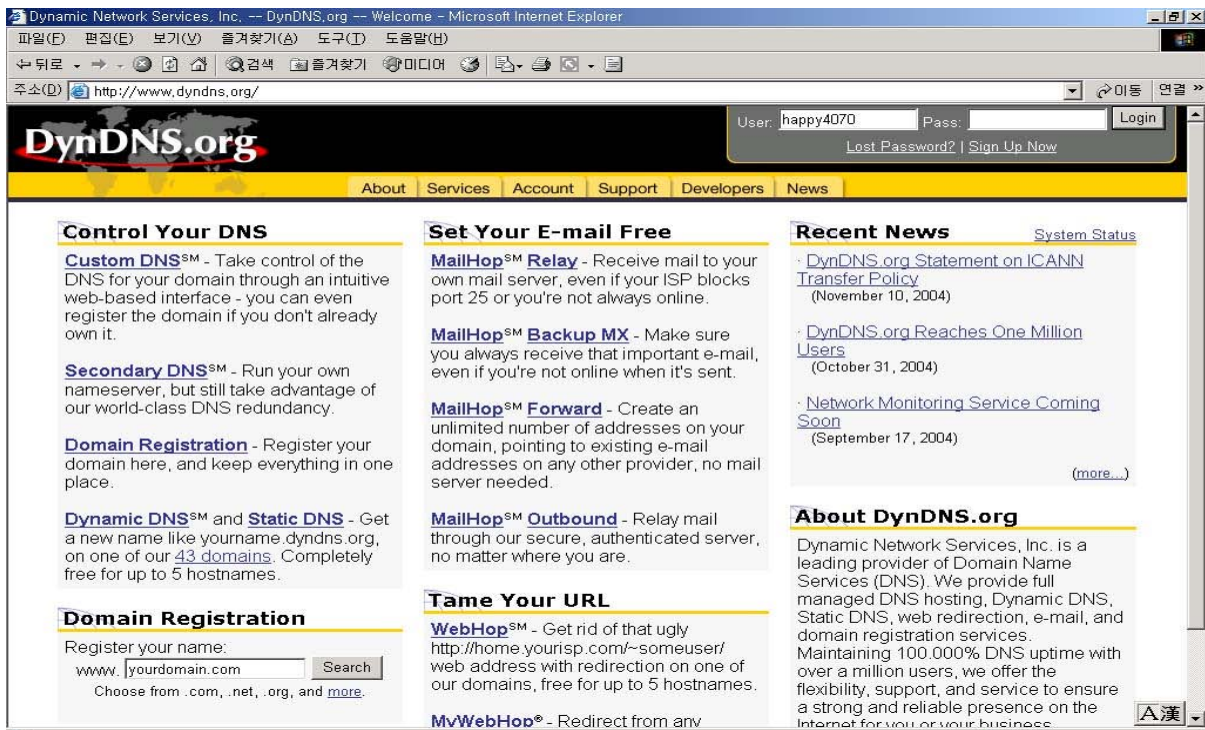 Dynamic Network Services, Inc. -- DynDNS.org -- Welcome - Microsoft Internet Explorer
파일(F) 편집(E) 보기(V) 즐겨찾기(A) 도구(T) 도움말(H)
뒤로 검색 즐겨찾기 미디어
주소(D) http://www.dyndns.org/ 이동 연결 »
DynDNS.org
User: happy4070 Pass: Login
Lost Password? | Sign Up Now
About Services Account Support Developers News
Control Your DNS
Custom DNS℠ - Take control of the
DNS for your domain through an intuitive
web-based interface - you can even
register the domain if you don't already
own it.
Secondary DNS℠ - Run your own
nameserver, but still take advantage of
our world-class DNS redundancy.
Domain Registration - Register your
domain here, and keep everything in one
place.
Dynamic DNS℠ and Static DNS - Get
a new name like yourname.dyndns.org,
on one of our 43 domains. Completely
free for up to 5 hostnames.
Domain Registration
Register your name:
www. yourdomain.com Search
Choose from .com, .net, .org, and more.
Set Your E-mail Free
MailHop℠ Relay - Receive mail to your
own mail server, even if your ISP blocks
port 25 or you're not always online.
MailHop℠ Backup MX - Make sure
you always receive that important e-mail,
even if you're not online when it's sent.
MailHop℠ Forward - Create an
unlimited number of addresses on your
domain, pointing to existing e-mail
addresses on any other provider, no mail
server needed.
MailHop℠ Outbound - Relay mail
through our secure, authenticated server,
no matter where you are.
Tame Your URL
WebHop℠ - Get rid of that ugly
http://home.yourisp.com/~someuser/
web address with redirection on one of
our domains, free for up to 5 hostnames.
MyWebHop® - Redirect from any
Recent News System Status
· DynDNS.org Statement on ICANN
Transfer Policy
(November 10, 2004)
· DynDNS.org Reaches One Million
Users
(October 31, 2004)
· Network Monitoring Service Coming
Soon
(September 17, 2004)
(more...)
About DynDNS.org
Dynamic Network Services, Inc. is a
leading provider of Domain Name
Services (DNS). We provide full
managed DNS hosting, Dynamic DNS,
Static DNS, web redirection, e-mail, and
domain registration services.
Maintaining 100.000% DNS uptime with
over a million users, we offer the
flexibility, support, and service to ensure
a strong and reliable presence on the
Internet for you or your business.
A漢